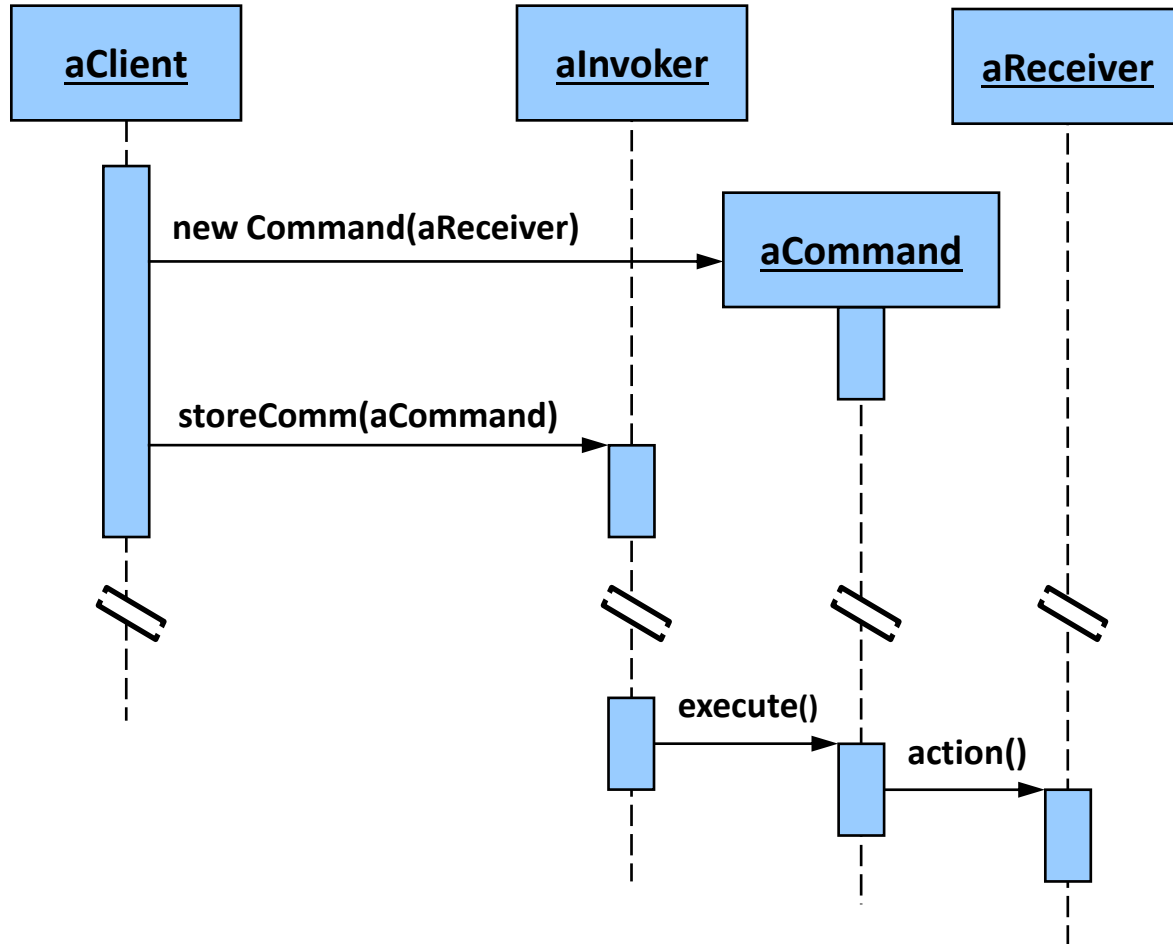 aClient
aInvoker
aReceiver
new Command(aReceiver)
aCommand
storeComm(aCommand)
execute()
action()